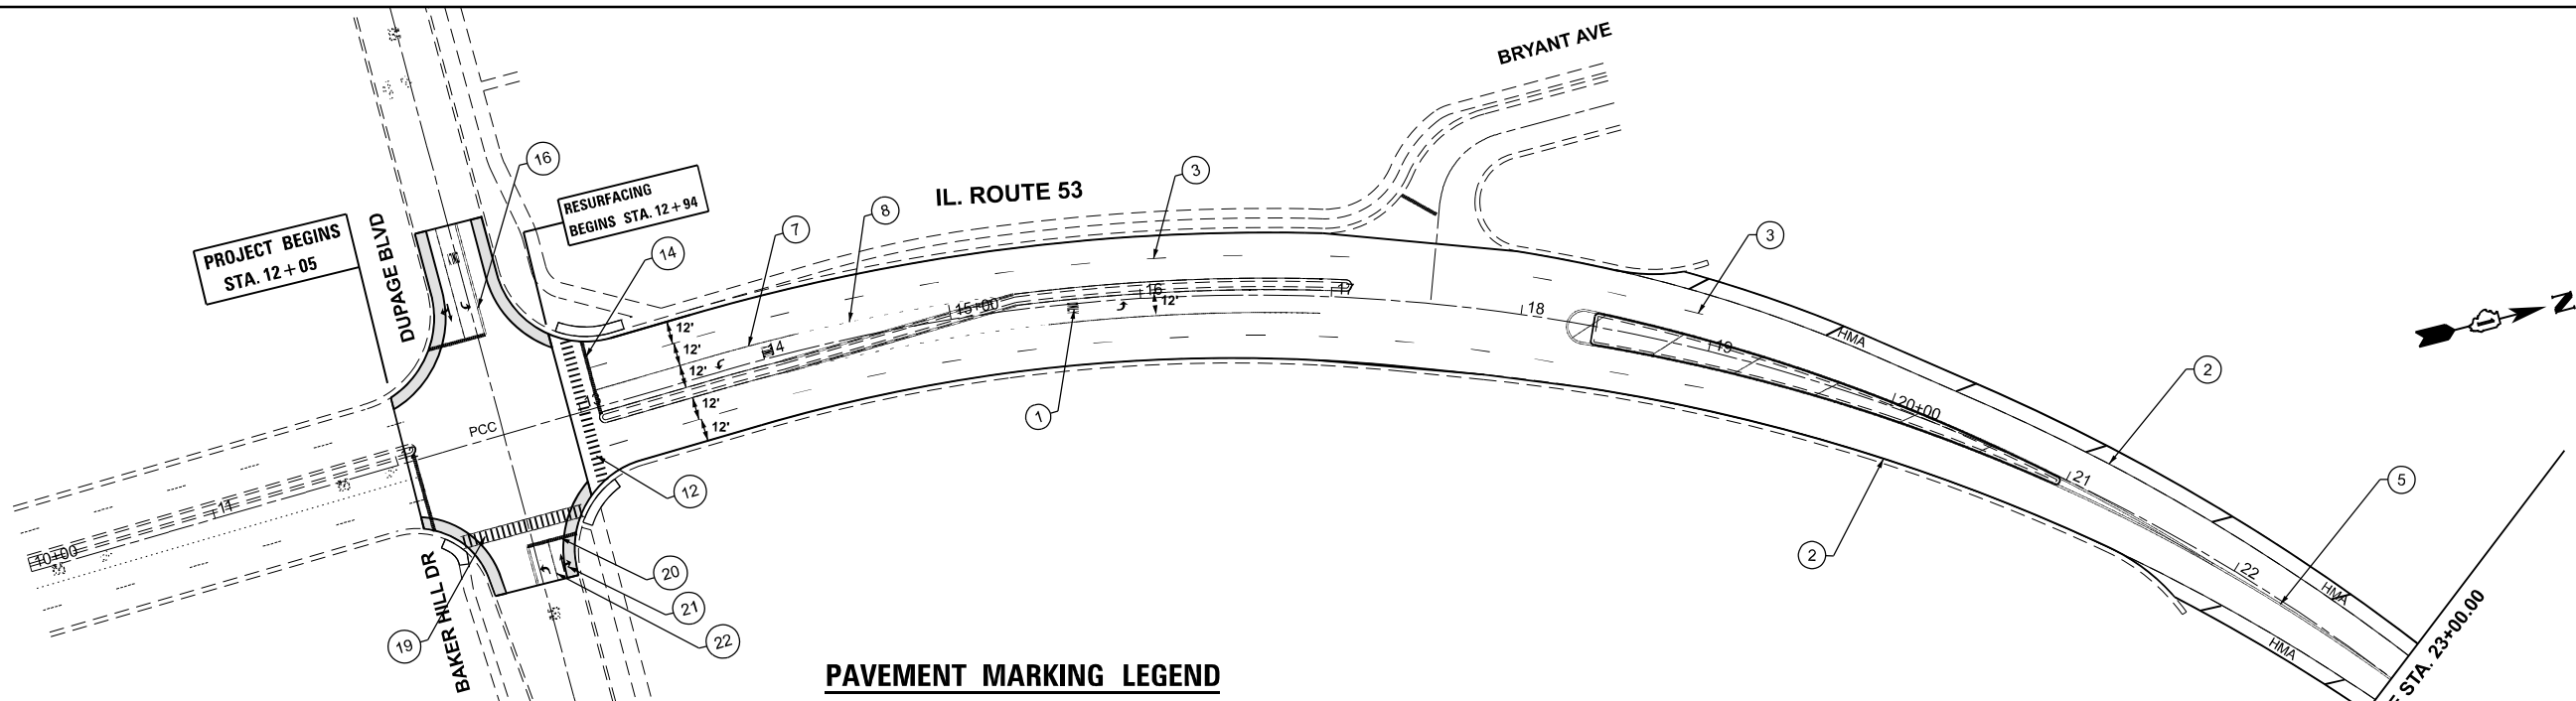 BRYANT AVE
16
RESURFACING
BEGINS STA. 12+94
IL. ROUTE 53
3
8
7
14
3
PROJECT BEGINS
STA. 12+05
DUPAGE BLVD
12'
12'
12'
12'
12'
14
15+00
16
12'
17
18
19
20+00
21
22
HMA
HMA
HMA
N
2
1
5
2
PCC
11
10+00
12
20
21
22
19
BAKER HILL DR
STA. 23+00.00
PAVEMENT MARKING LEGEND